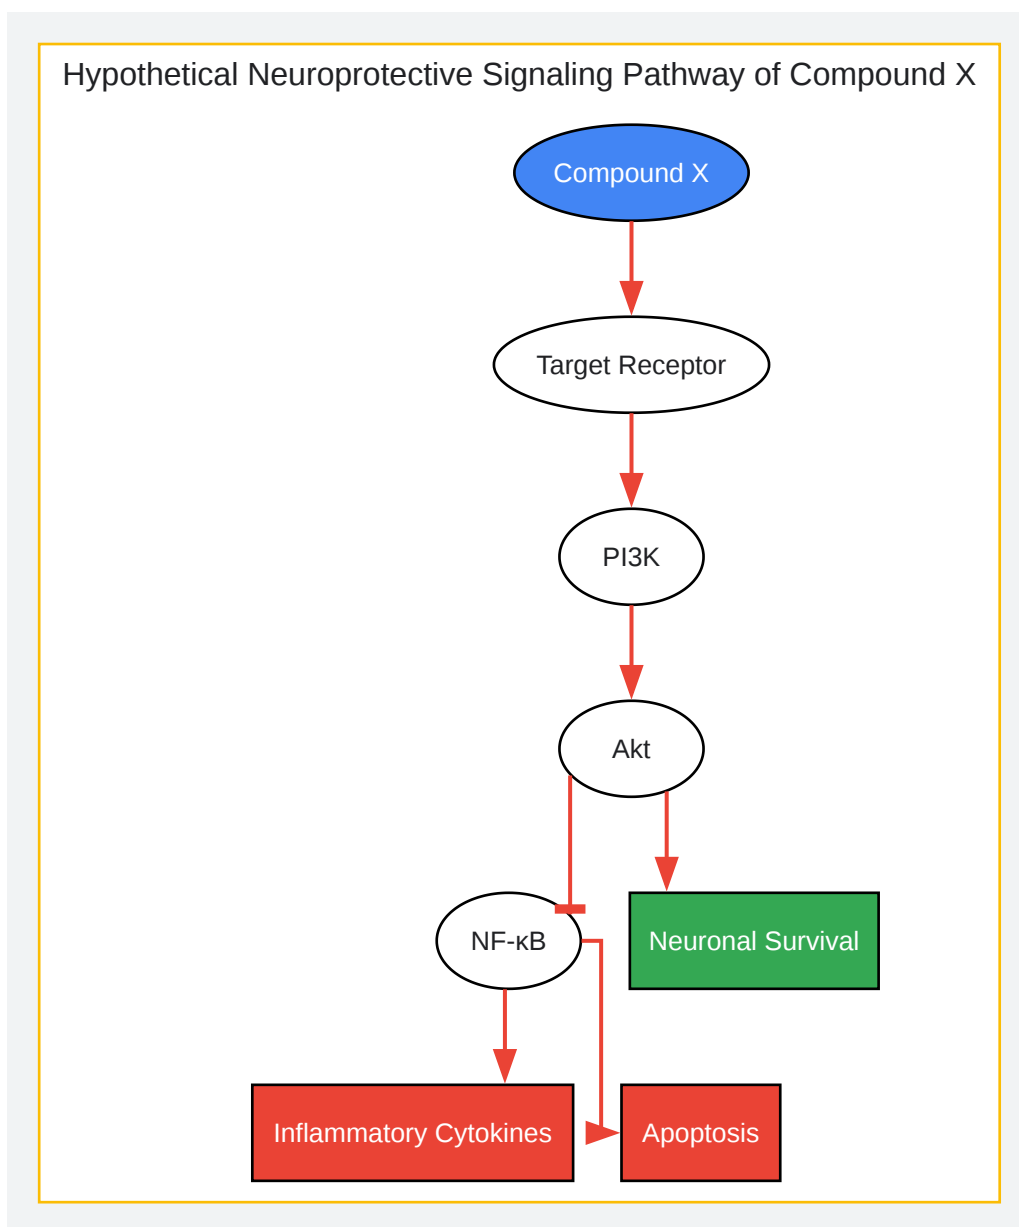 Hypothetical Neuroprotective Signaling Pathway of Compound X
Compound X
Target Receptor
PI3K
Akt
NF-κB
Neuronal Survival
Inflammatory Cytokines
Apoptosis